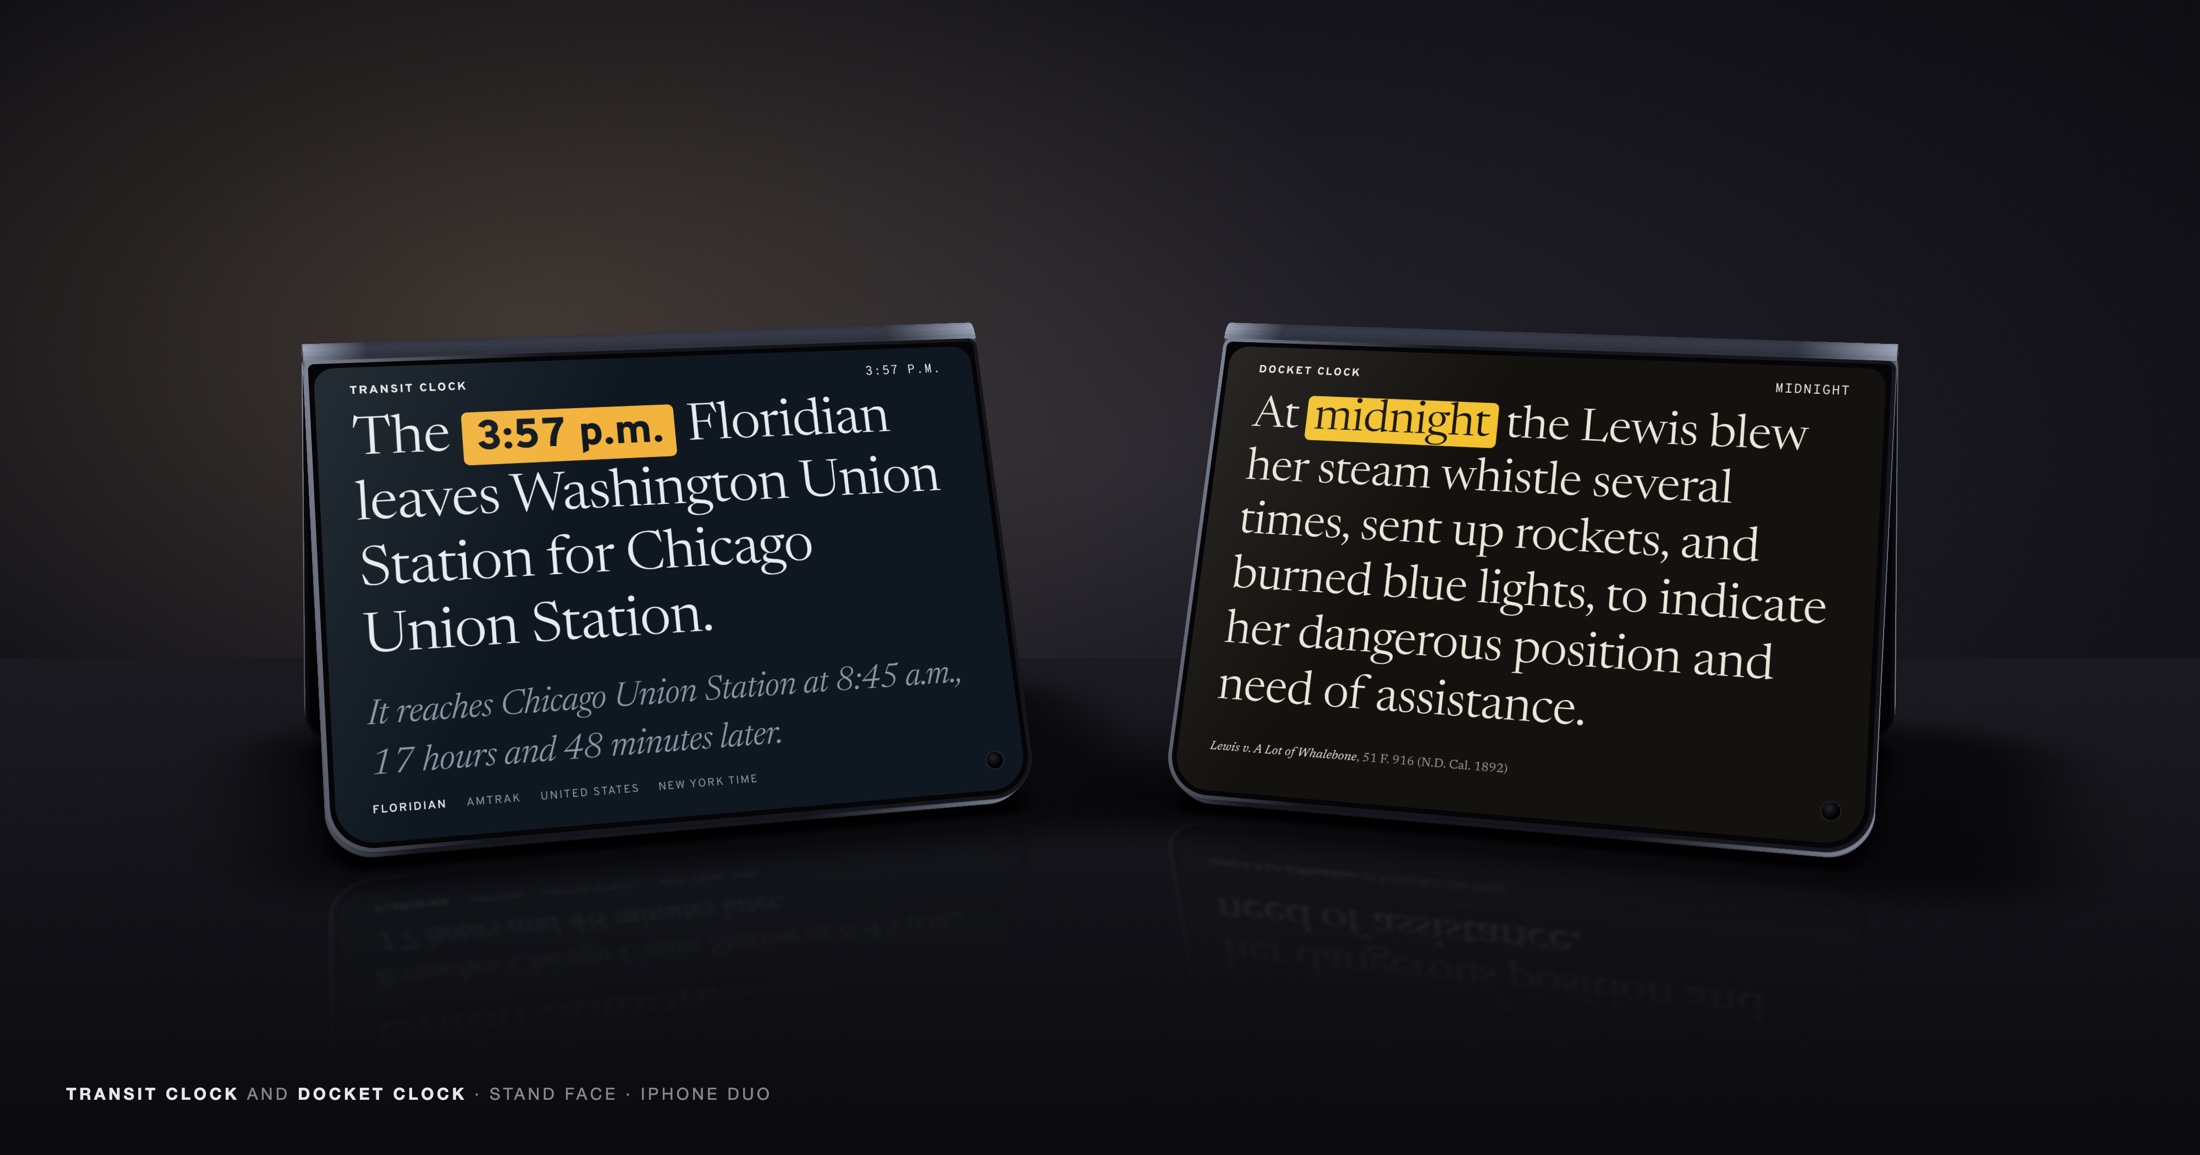 TRANSIT CLOCK
3:57 P.M.
The 3:57 p.m. Floridian
leaves Washington Union
Station for Chicago
Union Station.
It reaches Chicago Union Station at 8:45 a.m.,
17 hours and 48 minutes later.
FLORIDIAN AMTRAK UNITED STATES NEW YORK TIME
DOCKET CLOCK
MIDNIGHT
At midnight the Lewis blew
her steam whistle several
times, sent up rockets, and
burned blue lights, to indicate
her dangerous position and
need of assistance.
Lewis v. A Lot of Whalebone, 51 F. 916 (N.D. Cal. 1892)
TRANSIT CLOCK AND DOCKET CLOCK · STAND FACE · IPHONE DUO